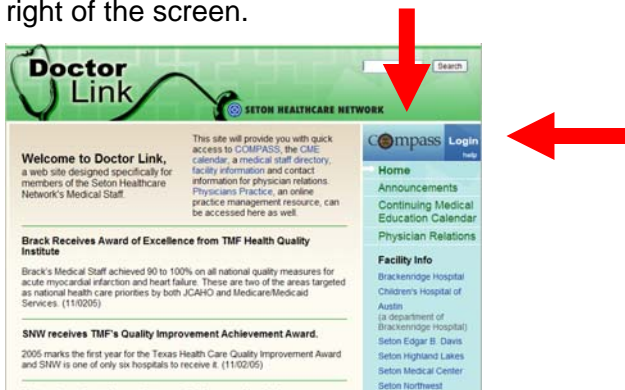 right of the screen.
Doctor
Link
Search
SETON HEALTHCARE NETWORK
Welcome to Doctor Link,
a web site designed specifically for
members of the Seton Healthcare
Network's Medical Staff.
This site will provide you with quick
access to COMPASS, the CME
calendar, a medical staff directory,
facility information and contact
information for physician relations.
Physicians Practice, an online
practice management resource, can
be accessed here as well.
Brack Receives Award of Excellence from TMF Health Quality
Institute
Brack's Medical Staff achieved 90 to 100% on all national quality measures for
acute myocardial infarction and heart failure. These are two of the areas targeted
as national health care priorities by both JCAHO and Medicare/Medicaid
Services. (11/0205)
SNW receives TMF's Quality Improvement Achievement Award.
2005 marks the first year for the Texas Health Care Quality Improvement Award
and SNW is one of only six hospitals to receive it. (11/02/05)
Compass Login
help
Home
Announcements
Continuing Medical
Education Calendar
Physician Relations
Facility Info
Brackenridge Hospital
Children's Hospital of
Austin
(a department of
Brackenridge Hospital)
Seton Edgar B. Davis
Seton Highland Lakes
Seton Medical Center
Seton Northwest